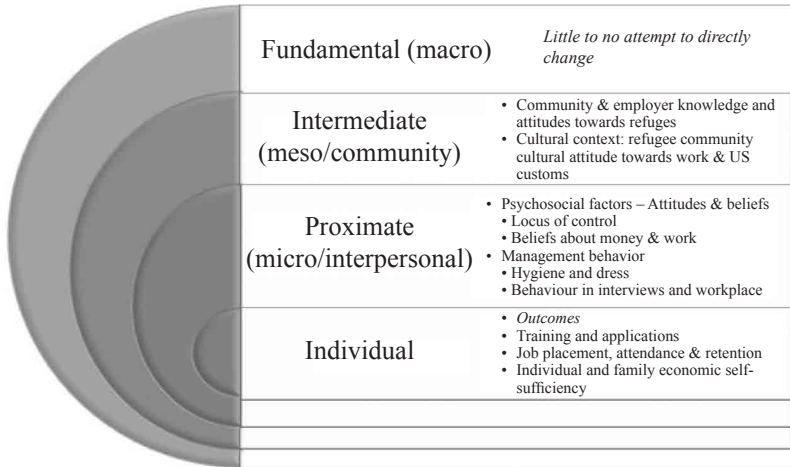 Fundamental (macro)
Little to no attempt to directly
change
Intermediate
(meso/community)
• Community & employer knowledge and
attitudes towards refuges
• Cultural context: refugee community
cultural attitude towards work & US
customs
Proximate
(micro/interpersonal)
• Psychosocial factors – Attitudes & beliefs
• Locus of control
• Beliefs about money & work
• Management behavior
• Hygiene and dress
• Behaviour in interviews and workplace
Individual
• Outcomes
• Training and applications
• Job placement, attendance & retention
• Individual and family economic self-
sufficiency